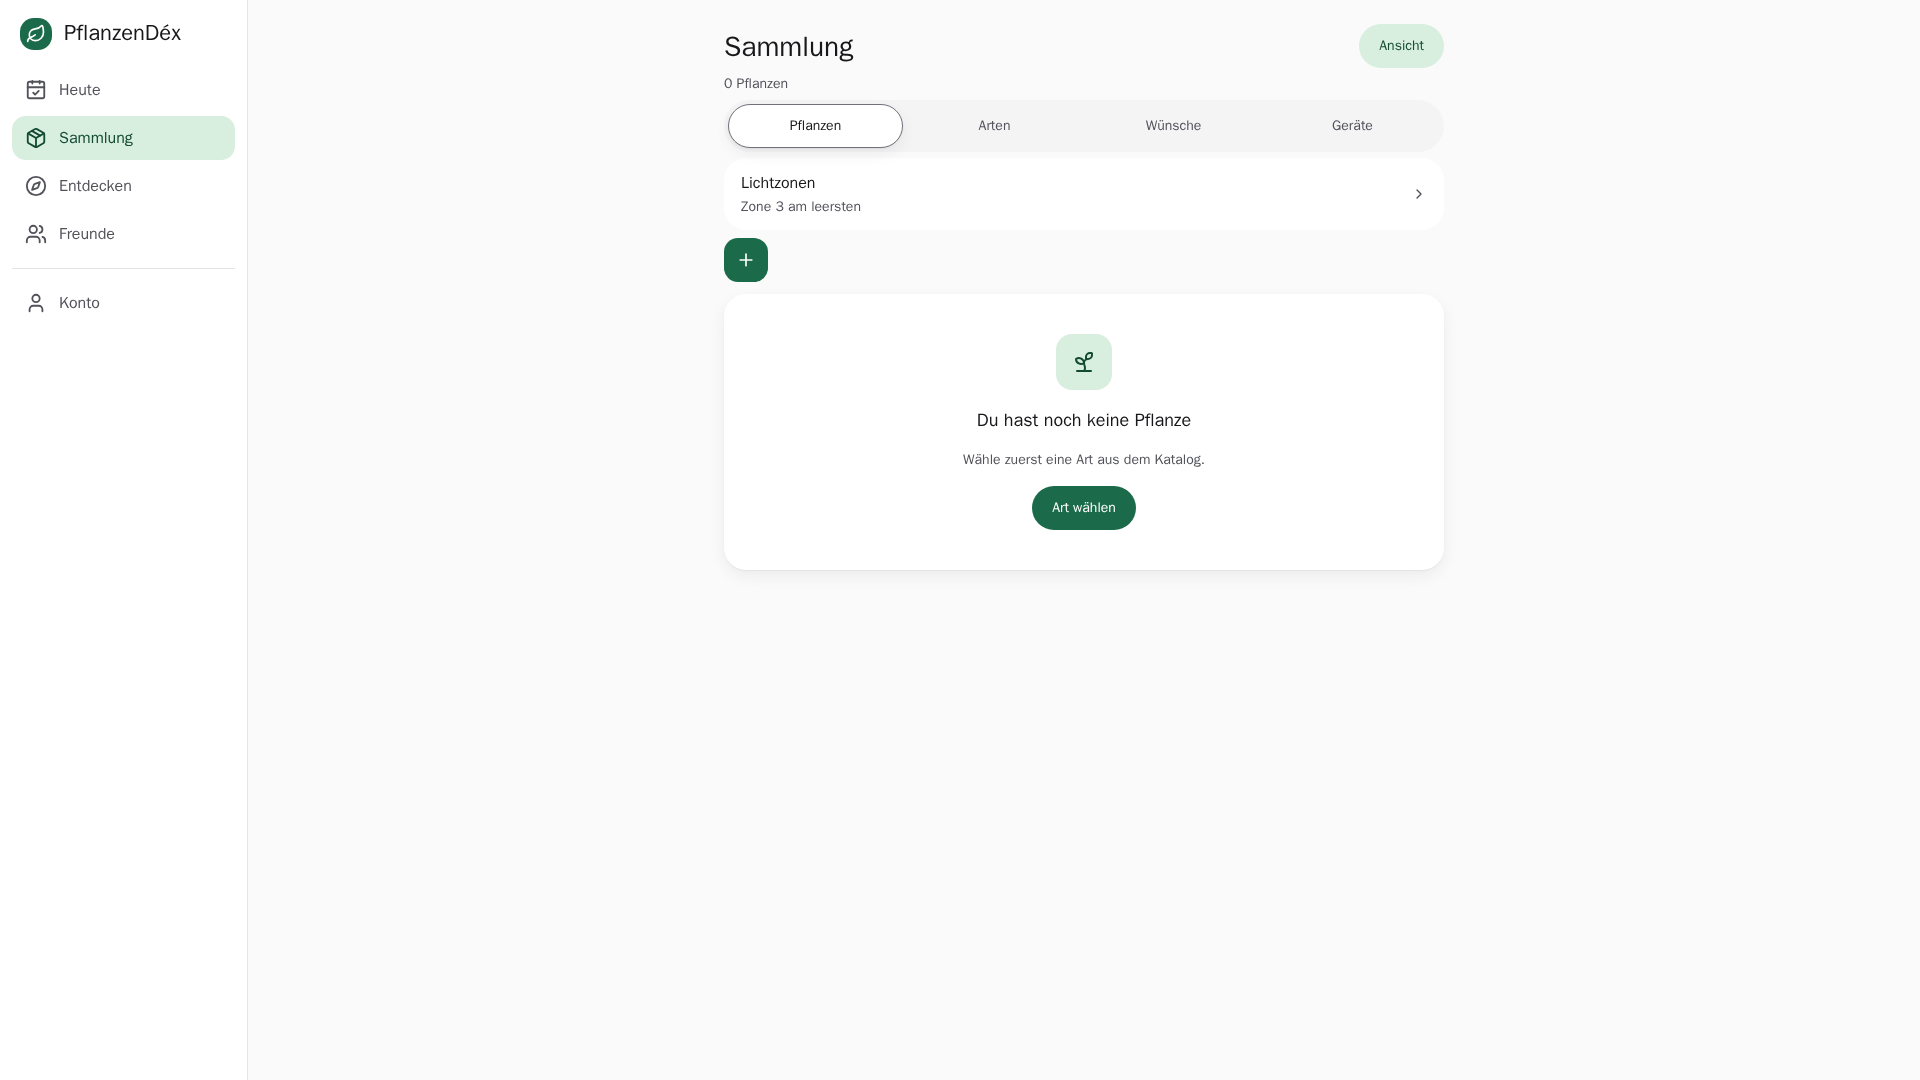 PflanzenDéx
Heute
Sammlung
Entdecken
Freunde
Konto
Sammlung
Ansicht
0 Pflanzen
Pflanzen
Arten
Wünsche
Geräte
Lichtzonen
Zone 3 am leersten
Du hast noch keine Pflanze
Wähle zuerst eine Art aus dem Katalog.
Art wählen